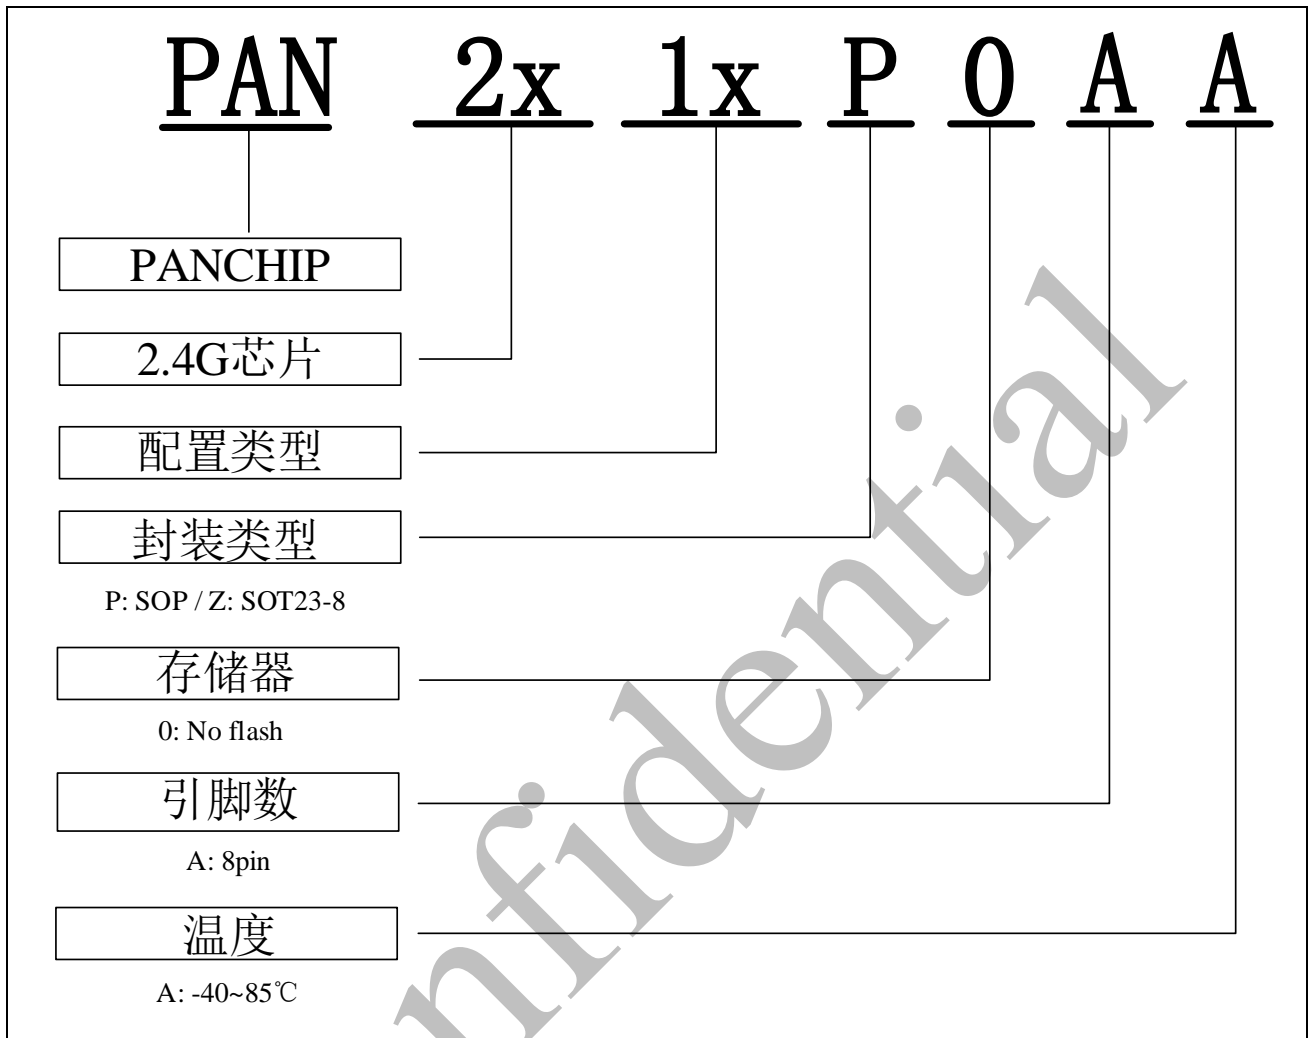 PAN 2x 1x P 0 A A
PANCHIP
2.4G芯片
配置类型
封装类型
P: SOP / Z: SOT23-8
存储器
0: No flash
引脚数
A: 8pin
温度
A: -40~85℃
nfidential